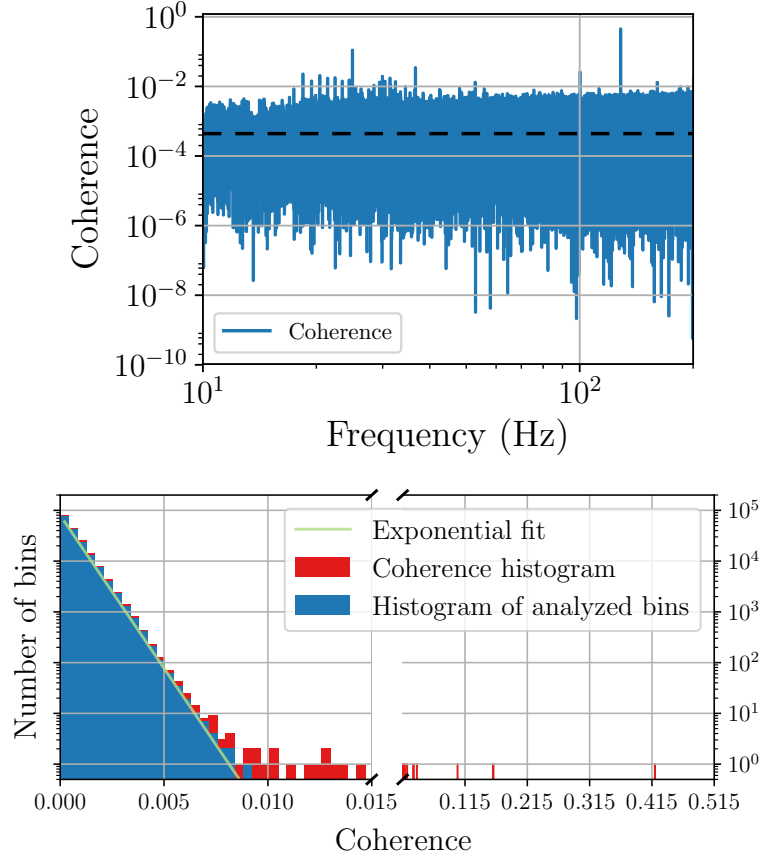 10^0
10^{-2}
10^{-4}
10^{-6}
10^{-8}
10^{-10}
Coherence
Coherence
10^1
10^2
Frequency (Hz)
Number of bins
Exponential fit
Coherence histogram
Histogram of analyzed bins
10^5
10^4
10^3
10^2
10^1
10^0
0.000 0.005 0.010 0.015 0.115 0.215 0.315 0.415 0.515
Coherence